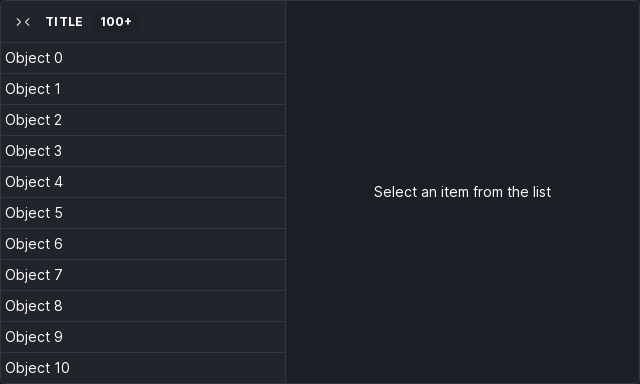 TITLE 100+
Object 0
Object 1
Object 2
Object 3
Object 4
Object 5
Object 6
Object 7
Object 8
Object 9
Object 10
Select an item from the list